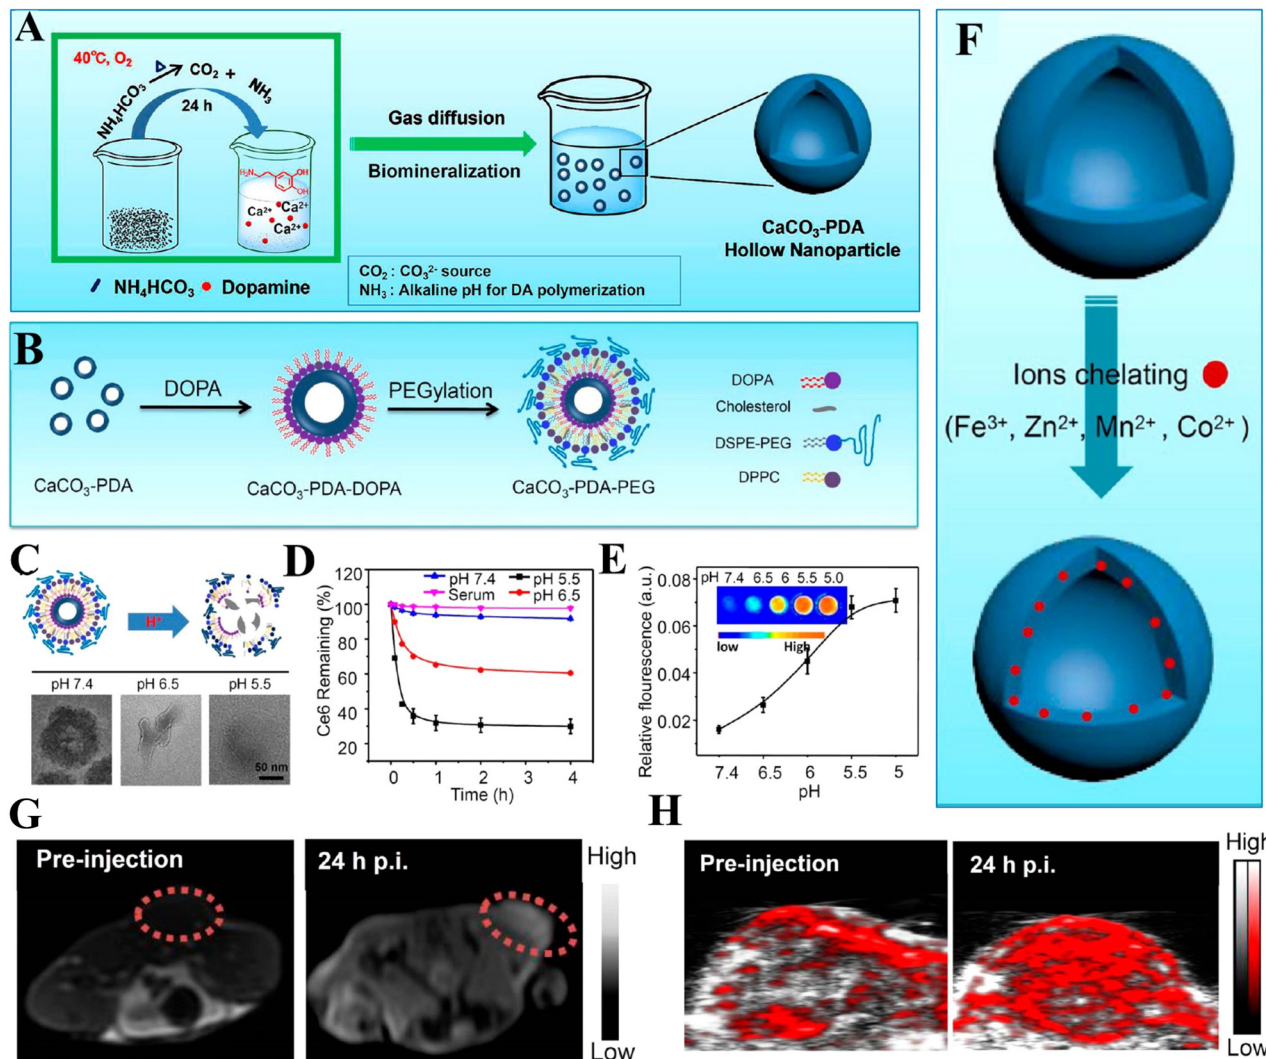 A
40°C, O₂
NH₄HCO₃
CO₂ +
NH₃
24 h
H₂N
OH
OH
Ca²⁺
Ca²⁺
Ca²⁺
NH₄HCO₃
Dopamine
Gas diffusion
Biomineralization
CO₂ : CO₃²⁻ source
NH₃ : Alkaline pH for DA polymerization
CaCO₃-PDA
Hollow Nanoparticle
B
DOPA
PEGylation
CaCO₃-PDA
CaCO₃-PDA-DOPA
CaCO₃-PDA-PEG
DOPA
Cholesterol
DSPE-PEG
DPPC
C
H⁺
pH 7.4
pH 6.5
pH 5.5
50 nm
D
Ce6 Remaining (%)
120
100
80
60
40
20
pH 7.4
pH 5.5
Serum
pH 6.5
0
1
2
3
4
Time (h)
E
Relative flourescence (a.u.)
0.08
0.06
0.04
0.02
pH 7.4 6.5 6 5.5 5.0
low
High
7.4
6.5
6
5.5
5
pH
F
Ions chelating
(Fe³⁺, Zn²⁺, Mn²⁺ , Co²⁺ )
G
Pre-injection
24 h p.i.
High
Low
H
Pre-injection
24 h p.i.
High
Low